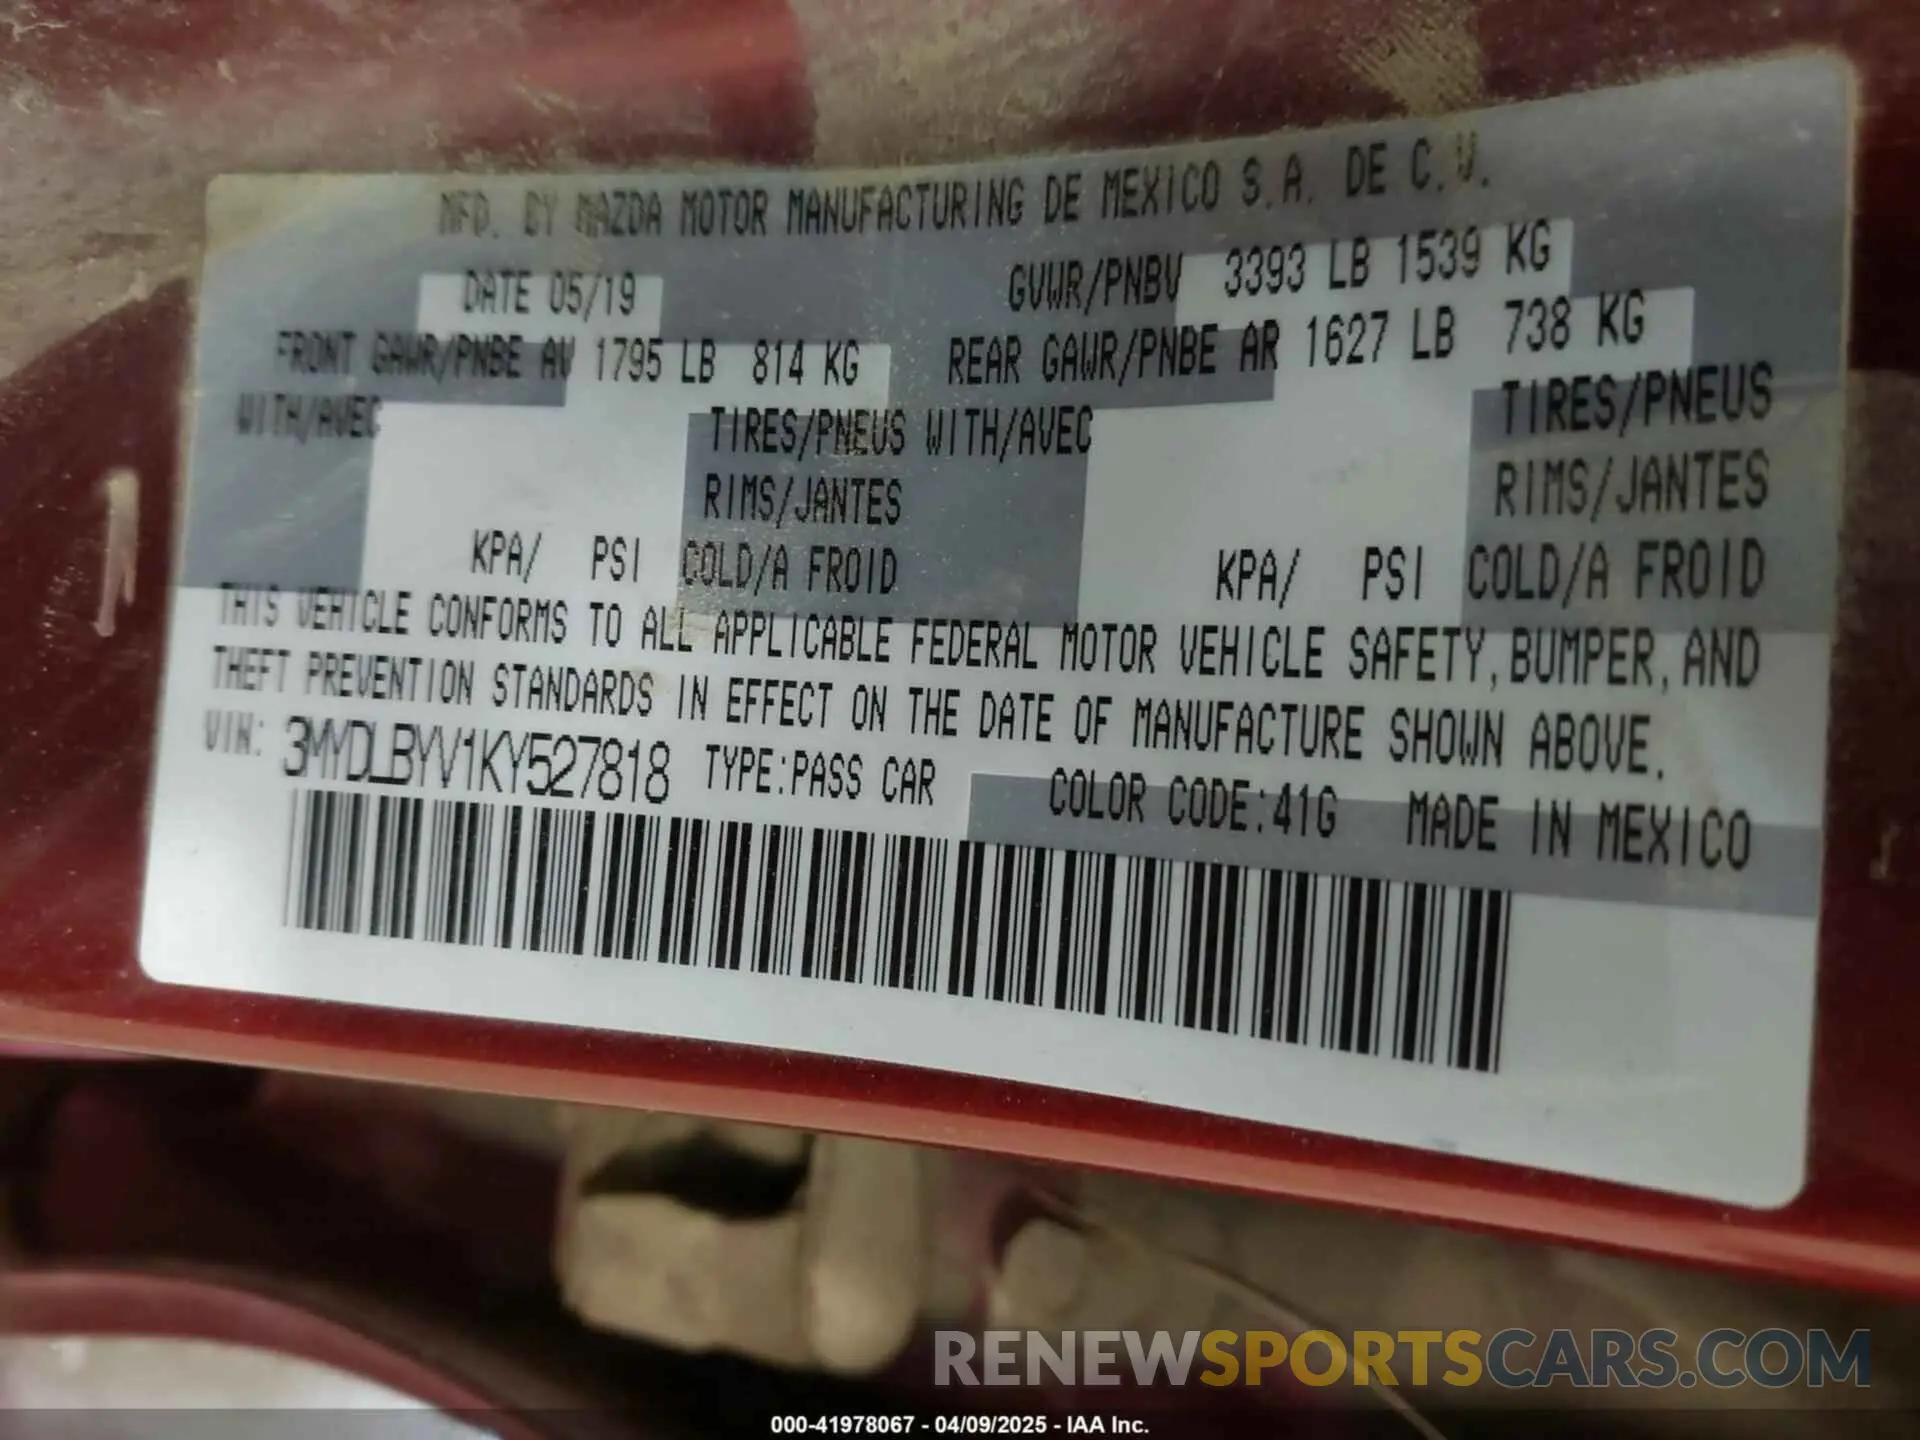 MFD. BY MAZDA MOTOR MANUFACTURING DE MEXICO S.A. DE C.V.
DATE 05/19 GVWR/PNBV 3393 LB 1539 KG
FRONT GAWR/PNBE AV 1795 LB 814 KG REAR GAWR/PNBE AR 1627 LB 738 KG
WITH/AVEC TIRES/PNEUS WITH/AVEC TIRES/PNEUS
RIMS/JANTES RIMS/JANTES
KPA/ PSI COLD/A FROID KPA/ PSI COLD/A FROID
THIS VEHICLE CONFORMS TO ALL APPLICABLE FEDERAL MOTOR VEHICLE SAFETY, BUMPER, AND
THEFT PREVENTION STANDARDS IN EFFECT ON THE DATE OF MANUFACTURE SHOWN ABOVE.
VIN: 3MYDLBYV1KY527818 TYPE:PASS CAR COLOR CODE:41G MADE IN MEXICO
RENEWSPORTSCARS.COM
000-41978067 - 04/09/2025 - IAA Inc.